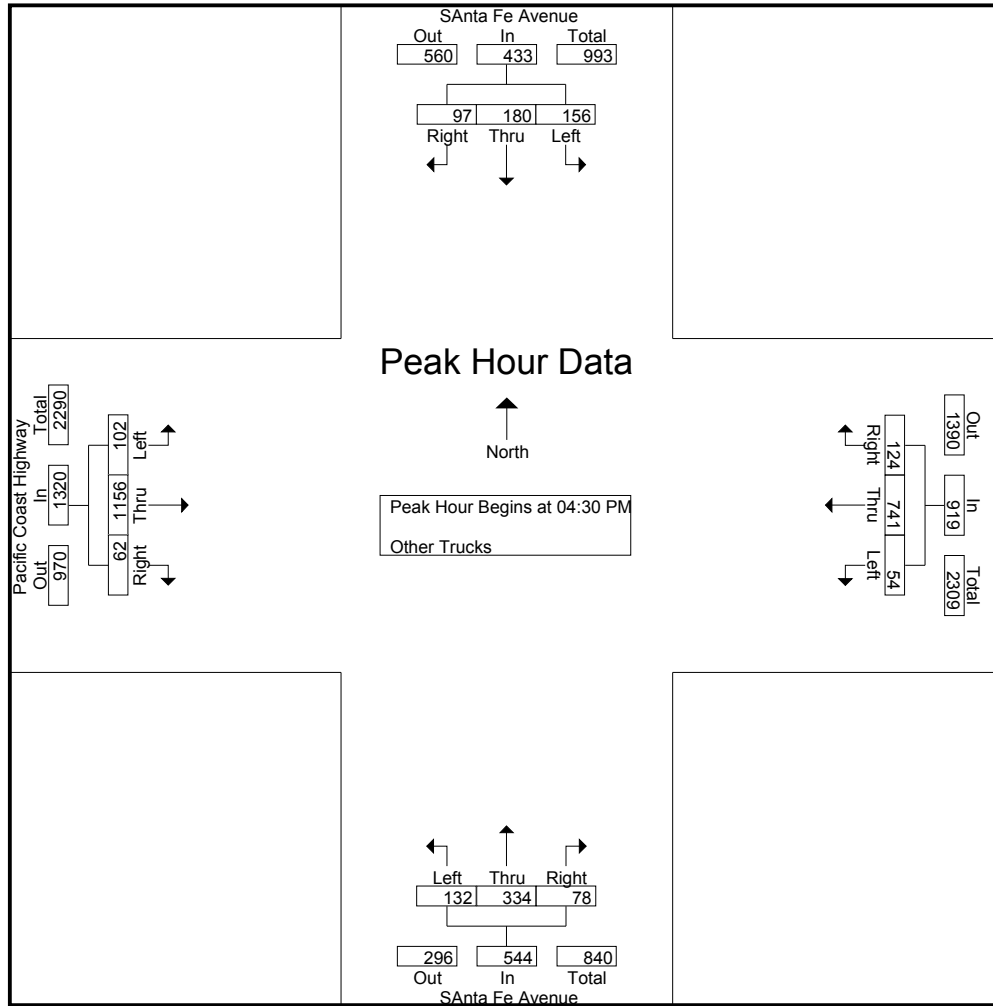 SAnta Fe Avenue
Out In Total
560 433 993
97 180 156
Right Thru Left
Peak Hour Data
North
Peak Hour Begins at 04:30 PM
Other Trucks
Pacific Coast Highway
Out In Total
970 1320 2290
62 1156 102
Right Thru Left
Out In Total
1390 919 2309
124 741 54
Right Thru Left
Left Thru Right
132 334 78
296 544 840
Out In Total
SAnta Fe Avenue